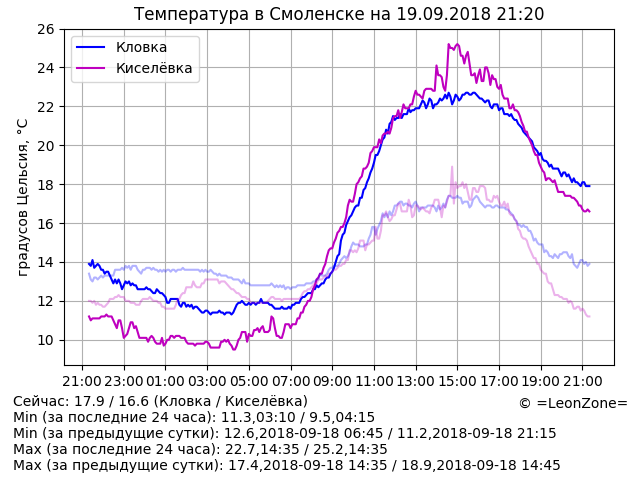 Температура в Смоленске на 19.09.2018 21:20
Кловка
Киселёвка
градусов Цельсия, °C
26
24
22
20
18
16
14
12
10
21:00 23:00 01:00 03:00 05:00 07:00 09:00 11:00 13:00 15:00 17:00 19:00 21:00
Сейчас: 17.9 / 16.6 (Кловка / Киселёвка)
© =LeonZone=
Min (за последние 24 часа): 11.3,03:10 / 9.5,04:15
Min (за предыдущие сутки): 12.6,2018-09-18 06:45 / 11.2,2018-09-18 21:15
Max (за последние 24 часа): 22.7,14:35 / 25.2,14:35
Max (за предыдущие сутки): 17.4,2018-09-18 14:35 / 18.9,2018-09-18 14:45